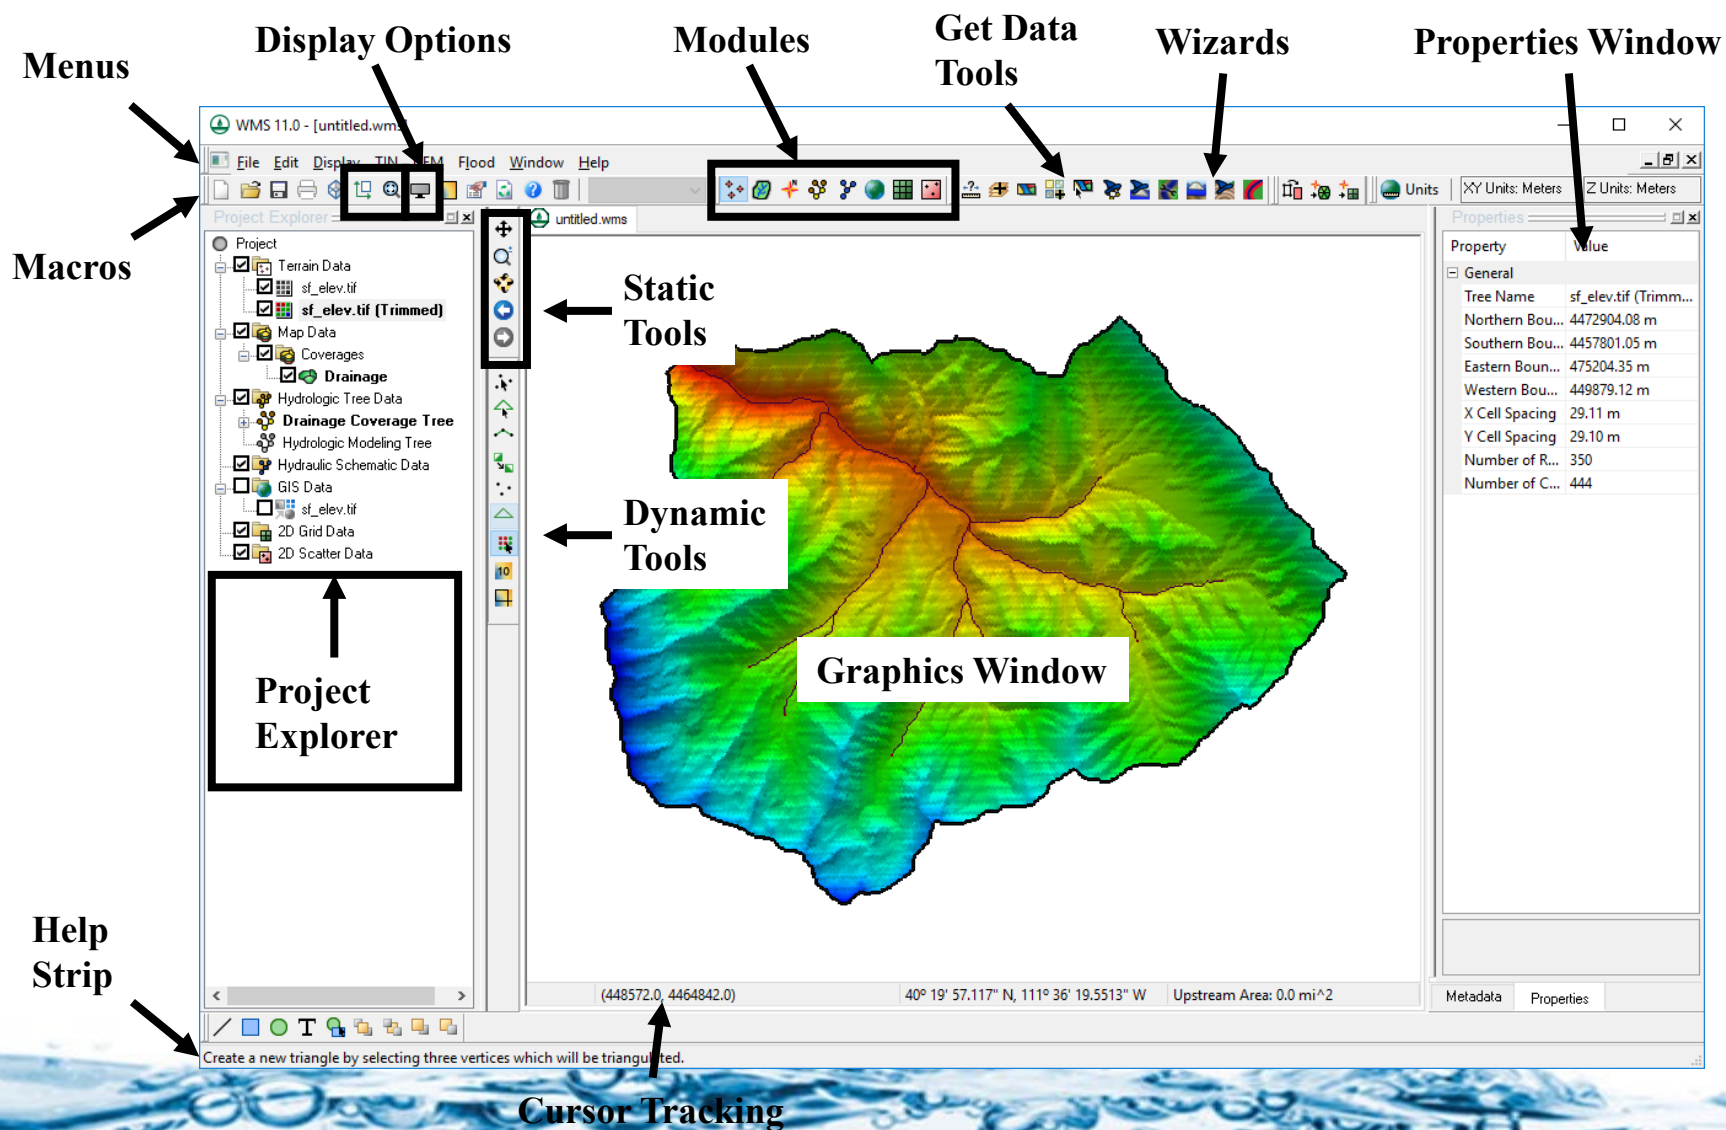 Display Options
Modules
Get Data
Tools
Wizards
Properties Window
Menus
WMS 11.0 - [untitled.wms]
File Edit Display TIN DEM Flood Window Help
Units
XY Units: Meters
Z Units: Meters
Macros
Project Explorer
Project
Terrain Data
sf_elev.tif
sf_elev.tif (Trimmed)
Map Data
Coverages
Drainage
Hydrologic Tree Data
Drainage Coverage Tree
Hydrologic Modeling Tree
Hydraulic Schematic Data
GIS Data
sf_elev.tif
2D Grid Data
2D Scatter Data
Project
Explorer
10
untitled.wms
Static
Tools
Dynamic
Tools
Graphics Window
Properties
Property Value
General
Tree Name sf_elev.tif (Trimm...
Northern Bou... 4472904.08 m
Southern Bou... 4457801.05 m
Eastern Boun... 475204.35 m
Western Bou... 449879.12 m
X Cell Spacing 29.11 m
Y Cell Spacing 29.10 m
Number of R... 350
Number of C... 444
Metadata
Properties
Help
Strip
(448572.0, 4464842.0)
40° 19' 57.117" N, 111° 36' 19.5513" W
Upstream Area: 0.0 mi^2
T
Create a new triangle by selecting three vertices which will be triangulated.
Cursor Tracking